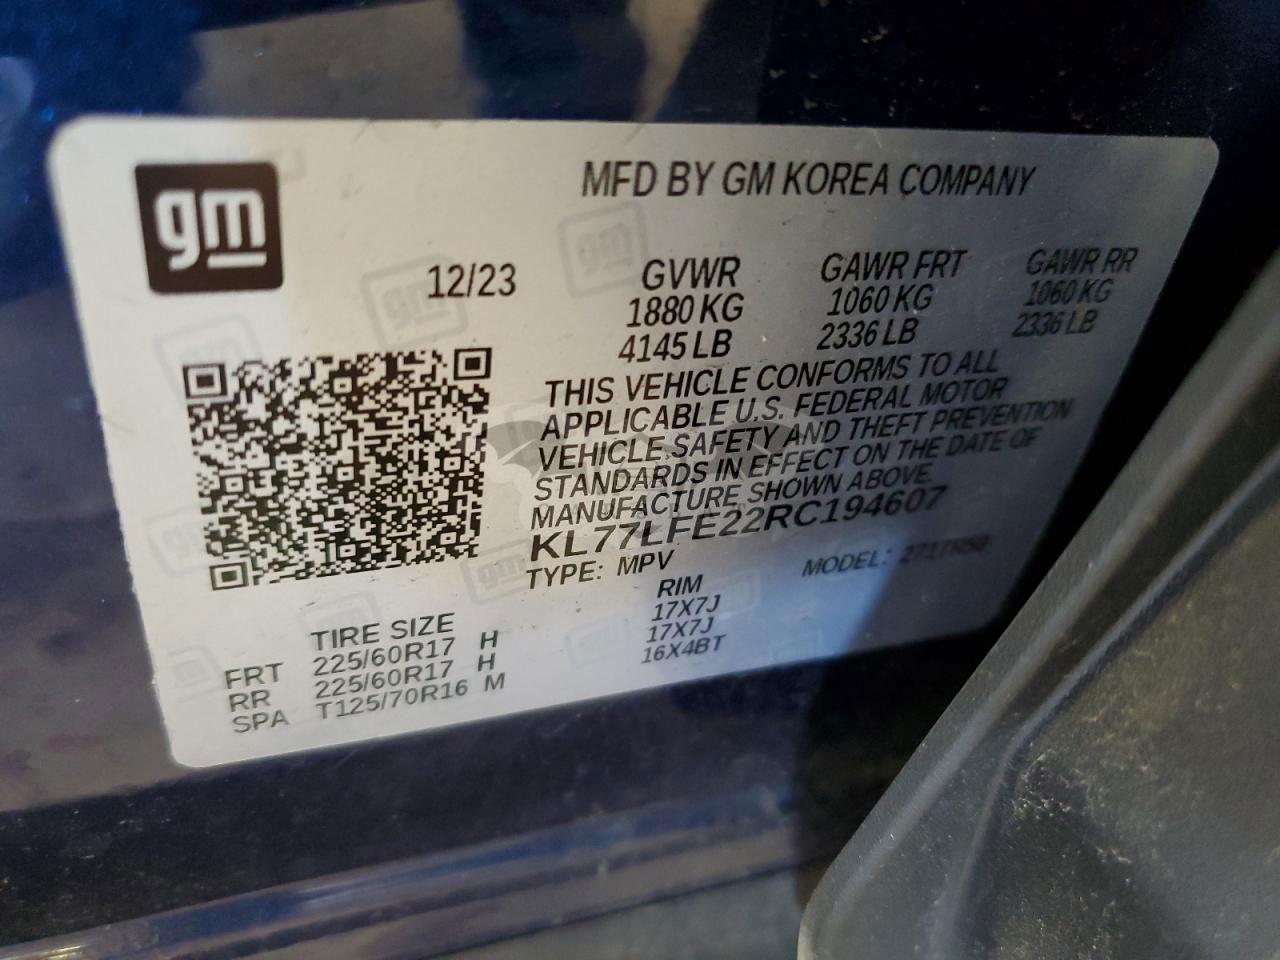 gm
MFD BY GM KOREA COMPANY
12/23 GVWR GAWR FRT GAWR RR
1880 KG 1060 KG 1060 KG
4145 LB 2336 LB 2336 LB
THIS VEHICLE CONFORMS TO ALL
APPLICABLE U.S. FEDERAL MOTOR
VEHICLE SAFETY AND THEFT PREVENTION
STANDARDS IN EFFECT ON THE DATE OF
MANUFACTURE SHOWN ABOVE.
KL77LFE22RC194607
TYPE: MPV MODEL:
TIRE SIZE RIM
FRT 225/60R17 H 17X7J
RR 225/60R17 H 17X7J
SPA T125/70R16 M 16X4BT